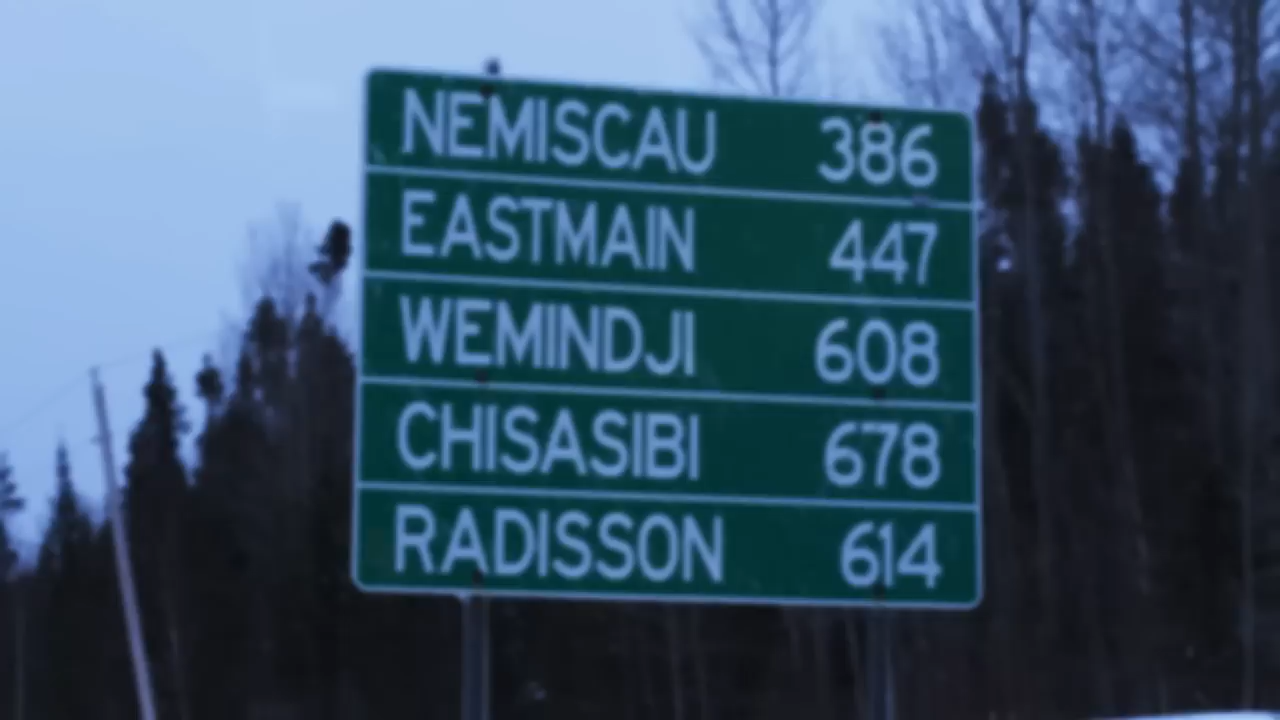 NEMISCAU 386
EASTMAIN 447
WEMINDJI 608
CHISASIBI 678
RADISSON 614